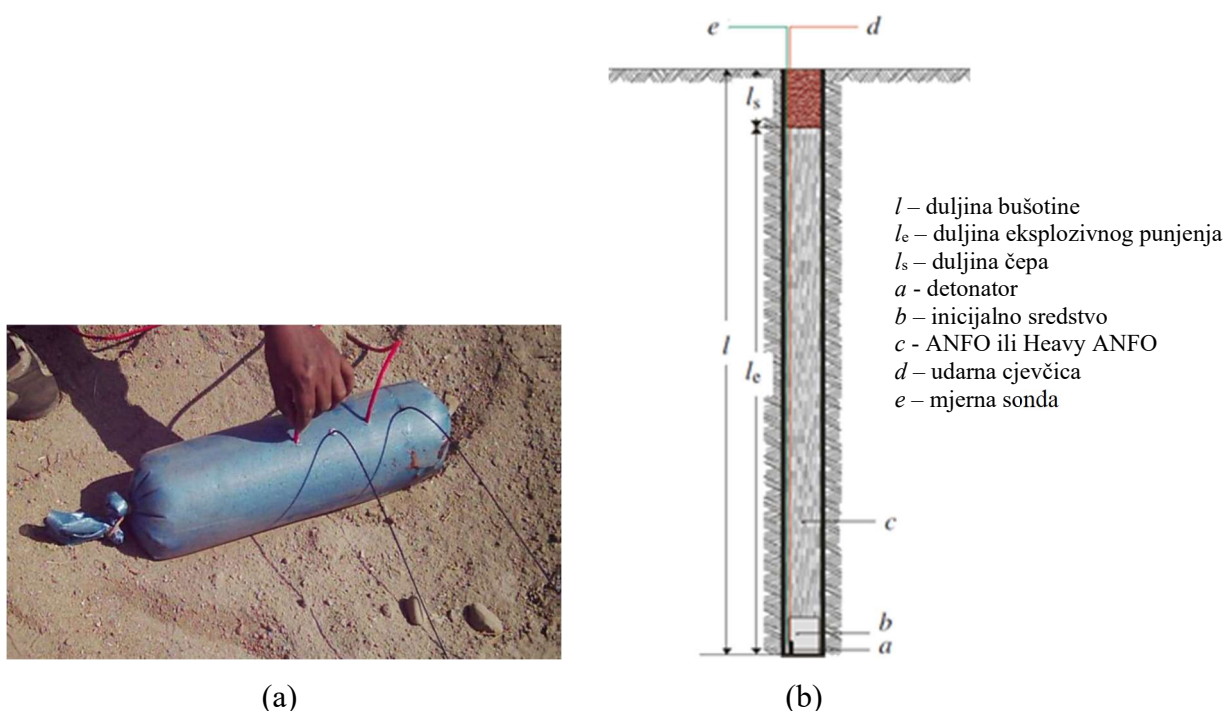 e
d
lₛ
l
lₑ
c
b
a
l – duljina bušotine
lₑ – duljina eksplozivnog punjenja
lₛ – duljina čepa
a - detonator
b – inicijalno sredstvo
c - ANFO ili Heavy ANFO
d – udarna cjevčica
e – mjerna sonda
(a)
(b)